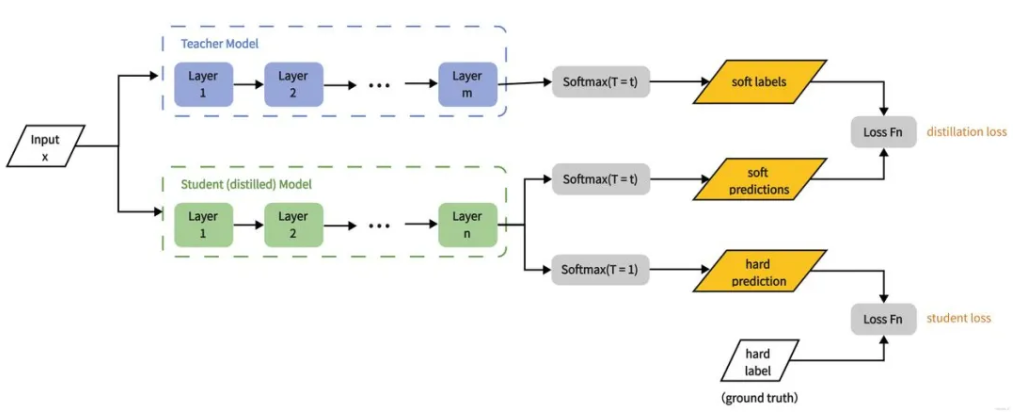 Teacher Model
Layer
1
Layer
2
...
Layer
m
Softmax(T = t)
soft labels
Loss Fn
distillation loss
Input
x
Student (distilled) Model
Layer
1
Layer
2
...
Layer
n
Softmax(T = t)
soft
predictions
Softmax(T = 1)
hard
prediction
Loss Fn
student loss
hard
label
(ground truth)